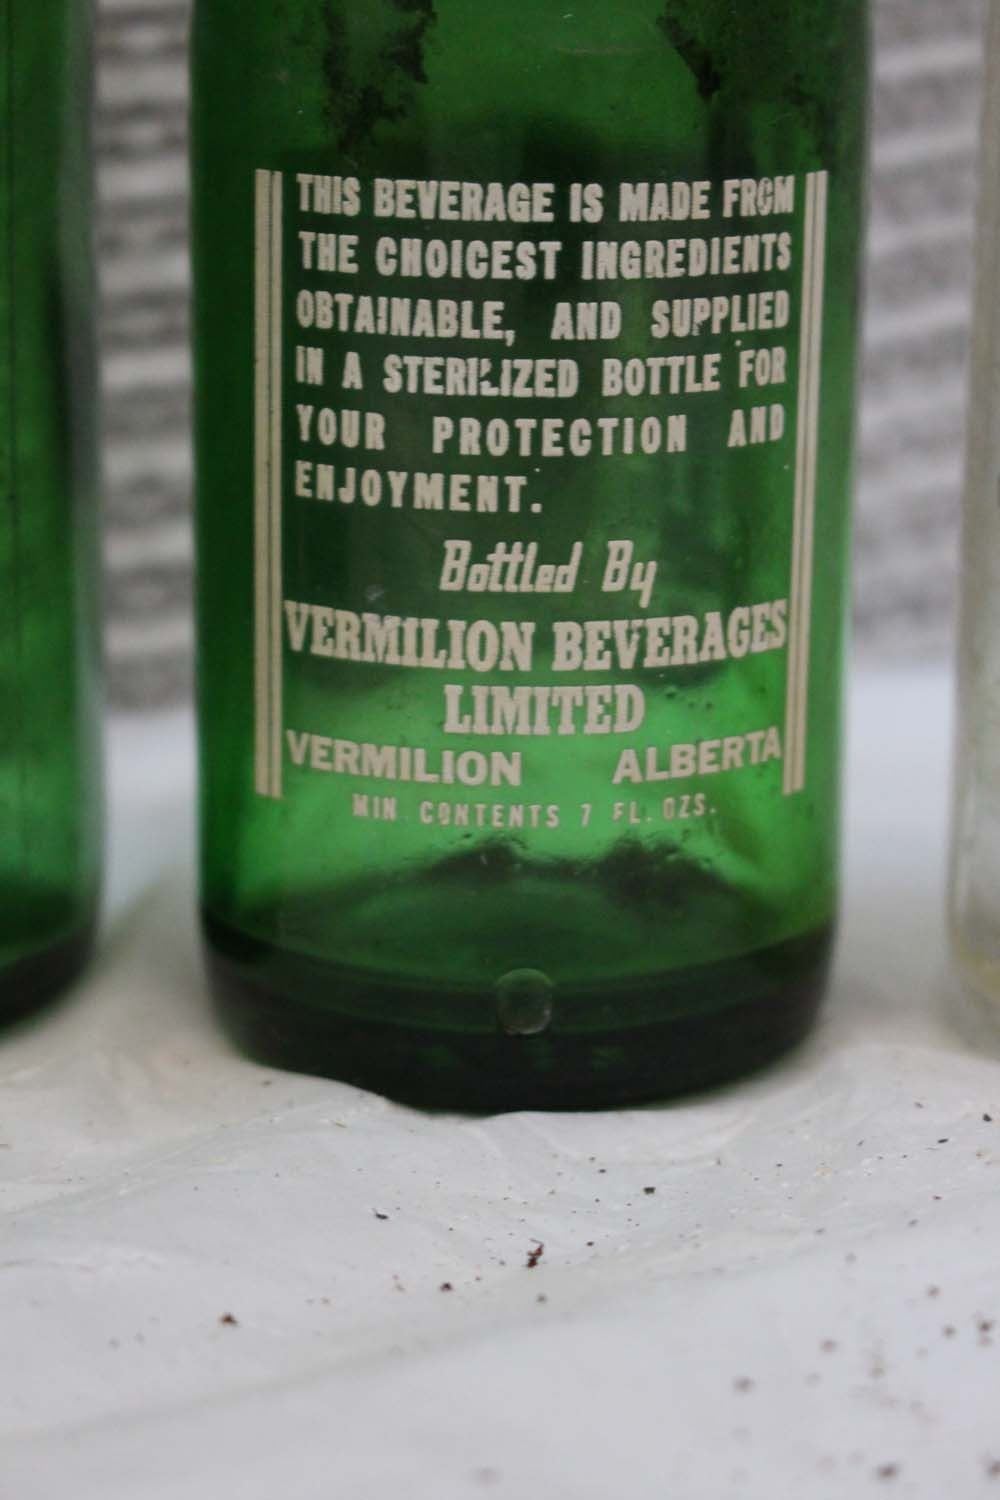 THIS BEVERAGE IS MADE FROM
THE CHOICEST INGREDIENTS
OBTAINABLE, AND SUPPLIED
IN A STERILIZED BOTTLE FOR
YOUR PROTECTION AND
ENJOYMENT.
Bottled By
VERMILION BEVERAGES
LIMITED
VERMILION ALBERTA
MIN. CONTENTS 7 FL. OZS.